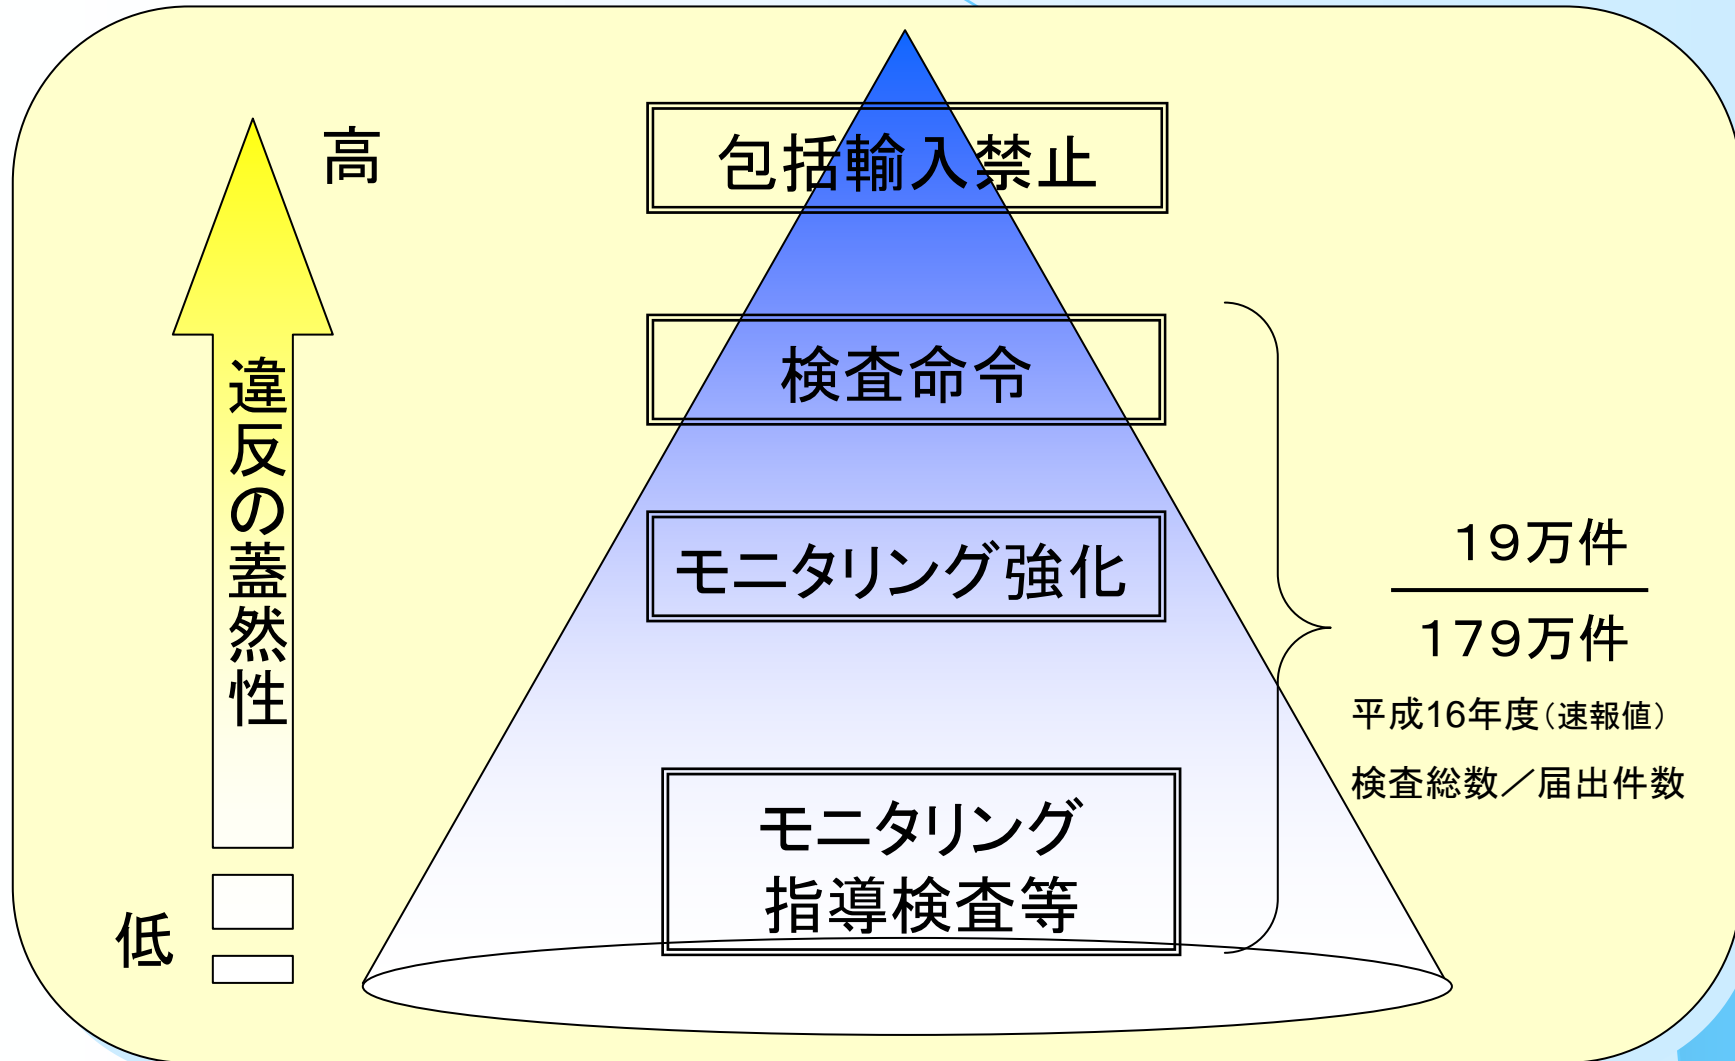 高
包括輸入禁止
検査命令
違反の蓋然性
モニタリング強化
19万件
179万件
平成16年度(速報値)
検査総数/届出件数
モニタリング
指導検査等
低